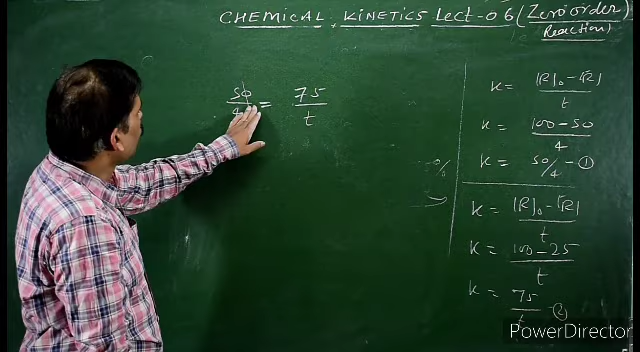 CHEMICAL KINETICS Lect-06 (Zero order
Reaction)
50/4 = 75/t
K = [R]₀ - [R] / t
K = 100-50 / 4
K = 50/4 - ①
K = [R]₀ - [R] / t
K = 100-25 / t
K = 75/t - ②
PowerDirector